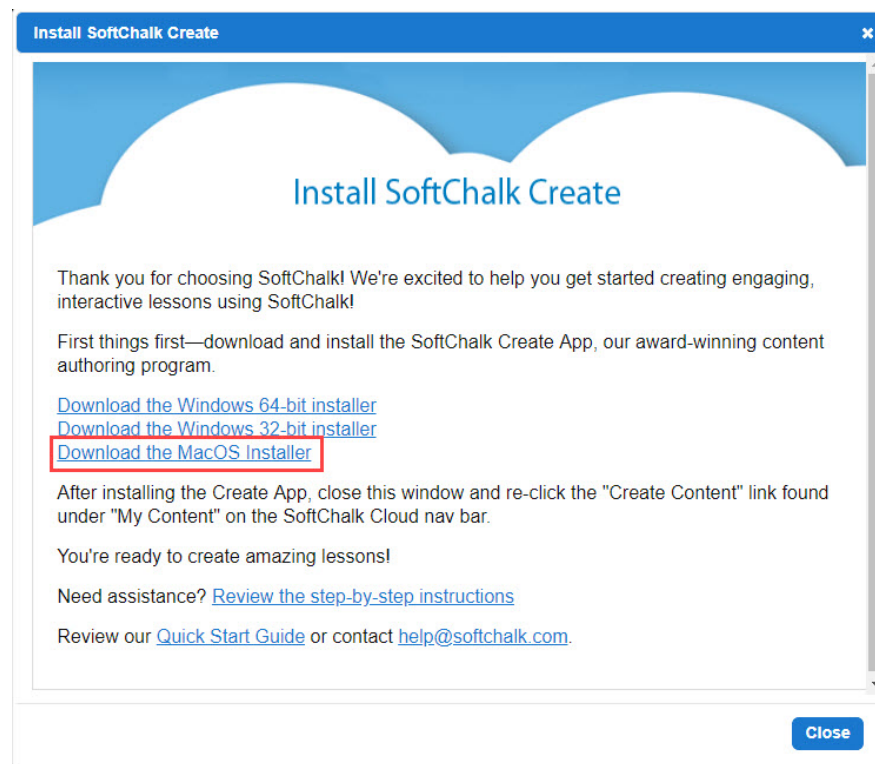 Install SoftChalk Create
Install SoftChalk Create
Thank you for choosing SoftChalk! We're excited to help you get started creating engaging,
interactive lessons using SoftChalk!
First things first—download and install the SoftChalk Create App, our award-winning content
authoring program.
Download the Windows 64-bit installer
Download the Windows 32-bit installer
Download the MacOS Installer
After installing the Create App, close this window and re-click the "Create Content" link found
under "My Content" on the SoftChalk Cloud nav bar.
You're ready to create amazing lessons!
Need assistance? Review the step-by-step instructions
Review our Quick Start Guide or contact help@softchalk.com.
Close